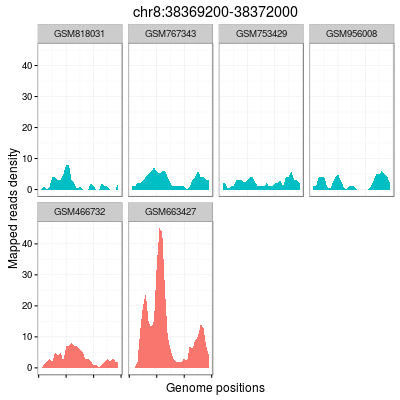 chr8:38369200-38372000
GSM818031 GSM767343 GSM753429 GSM956008
40
30
20
10
0
Mapped reads density
GSM466732 GSM663427
40
30
20
10
0
Genome positions